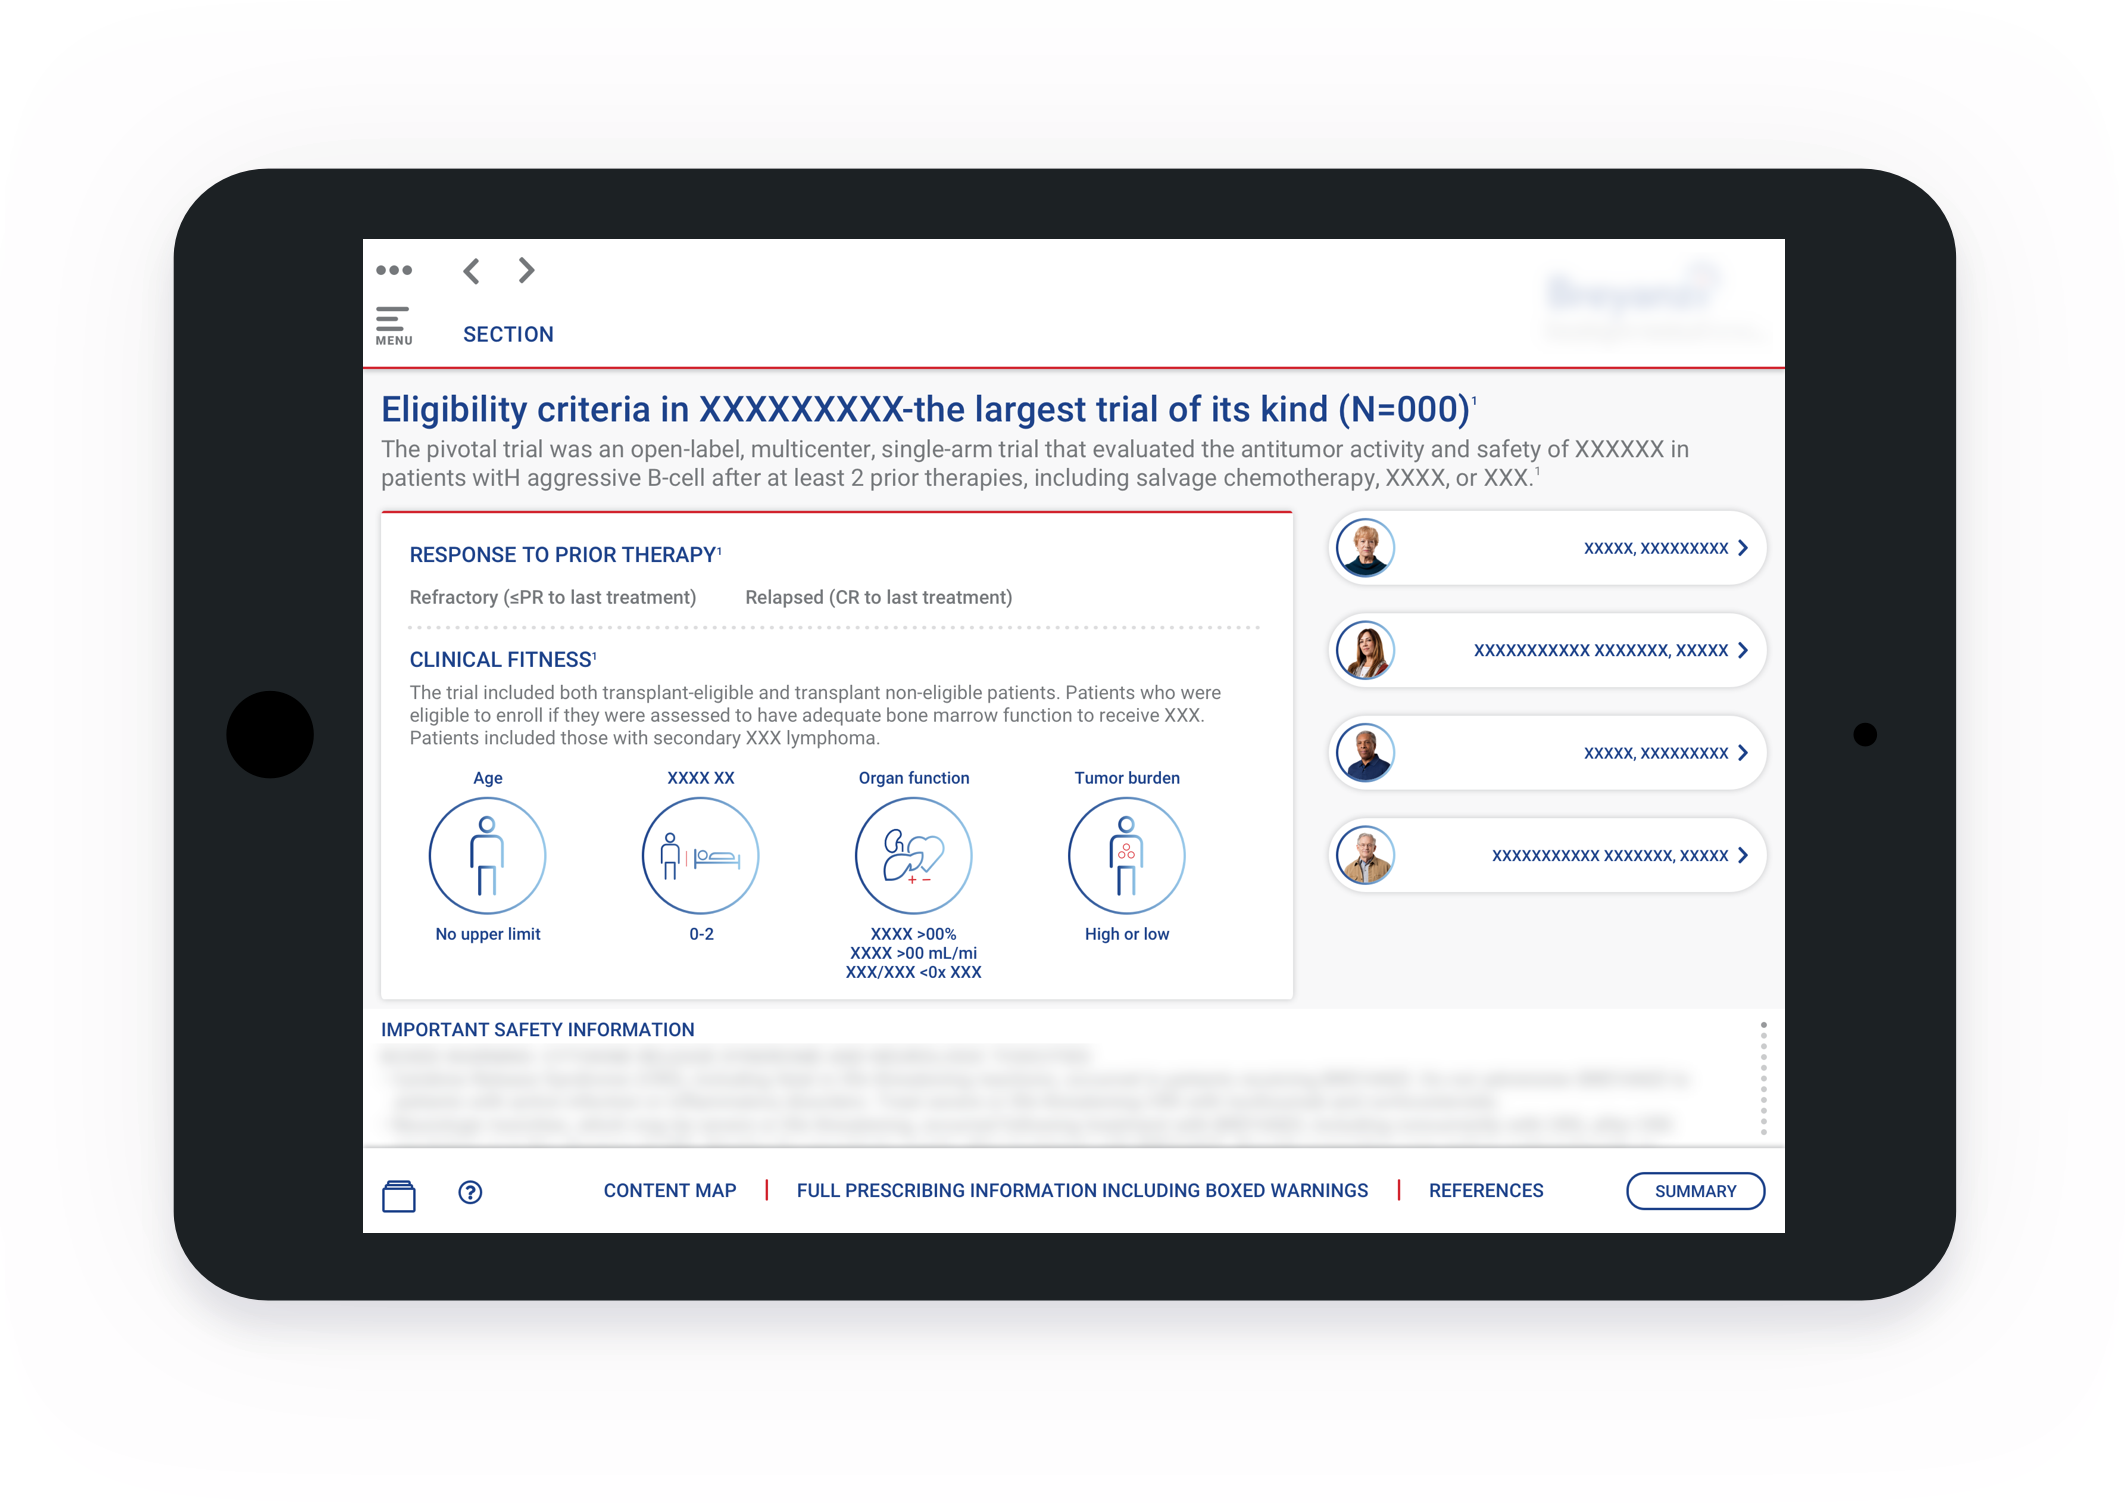 MENU
SECTION
Eligibility criteria in XXXXXXXXX-the largest trial of its kind (N=000)¹
The pivotal trial was an open-label, multicenter, single-arm trial that evaluated the antitumor activity and safety of XXXXXX in
patients witH aggressive B-cell after at least 2 prior therapies, including salvage chemotherapy, XXXX, or XXX.¹
RESPONSE TO PRIOR THERAPY¹
Refractory (≤PR to last treatment) Relapsed (CR to last treatment)
CLINICAL FITNESS¹
The trial included both transplant-eligible and transplant non-eligible patients. Patients who were
eligible to enroll if they were assessed to have adequate bone marrow function to receive XXX.
Patients included those with secondary XXX lymphoma.
Age
No upper limit
XXXX XX
0-2
Organ function
XXXX >00%
XXXX >00 mL/mi
XXX/XXX <0x XXX
Tumor burden
High or low
XXXXX, XXXXXXXXX
XXXXXXXXXXX XXXXXXX, XXXXX
XXXXX, XXXXXXXXX
XXXXXXXXXXX XXXXXXX, XXXXX
IMPORTANT SAFETY INFORMATION
CONTENT MAP | FULL PRESCRIBING INFORMATION INCLUDING BOXED WARNINGS | REFERENCES
SUMMARY